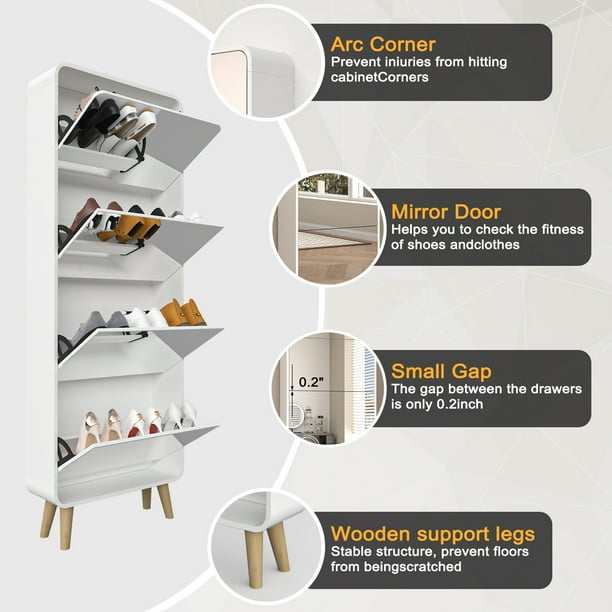 Arc Corner
Prevent iniuries from hitting
cabinetCorners
Mirror Door
Helps you to check the fitness
of shoes andclothes
0.2"
Small Gap
The gap between the drawers
is only 0.2inch
Wooden support legs
Stable structure, prevent floors
from beingscratched